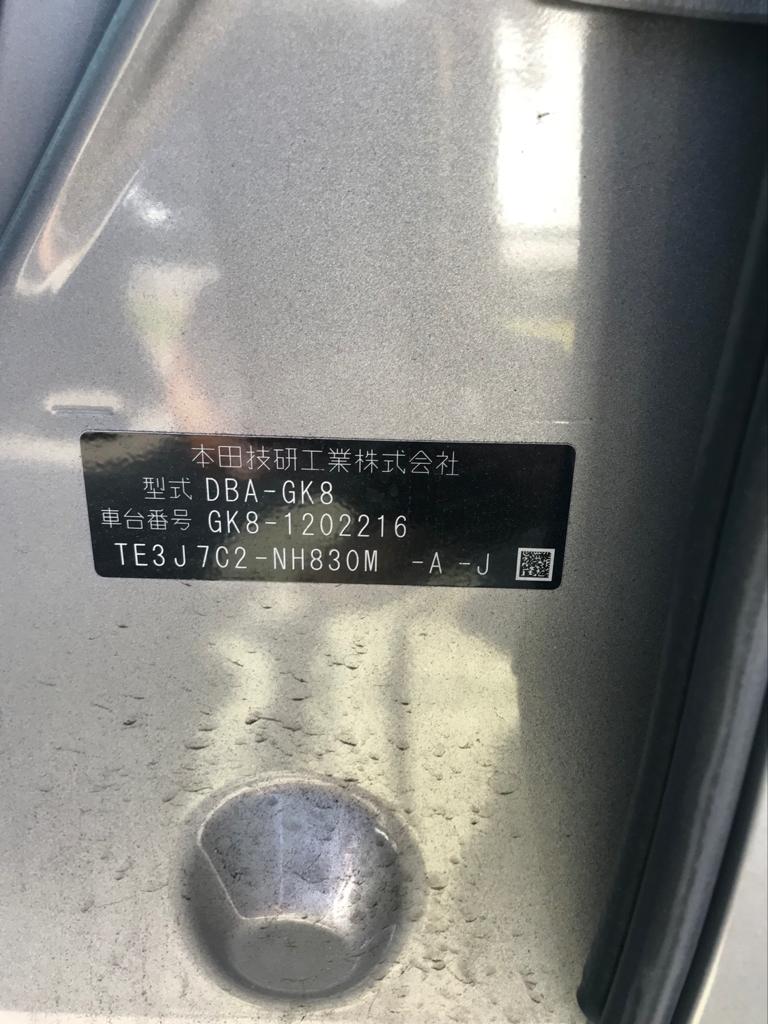 本田技研工業株式会社
型式 DBA-GK8
車台番号 GK8-1202216
TE3J7C2-NH830M -A -J